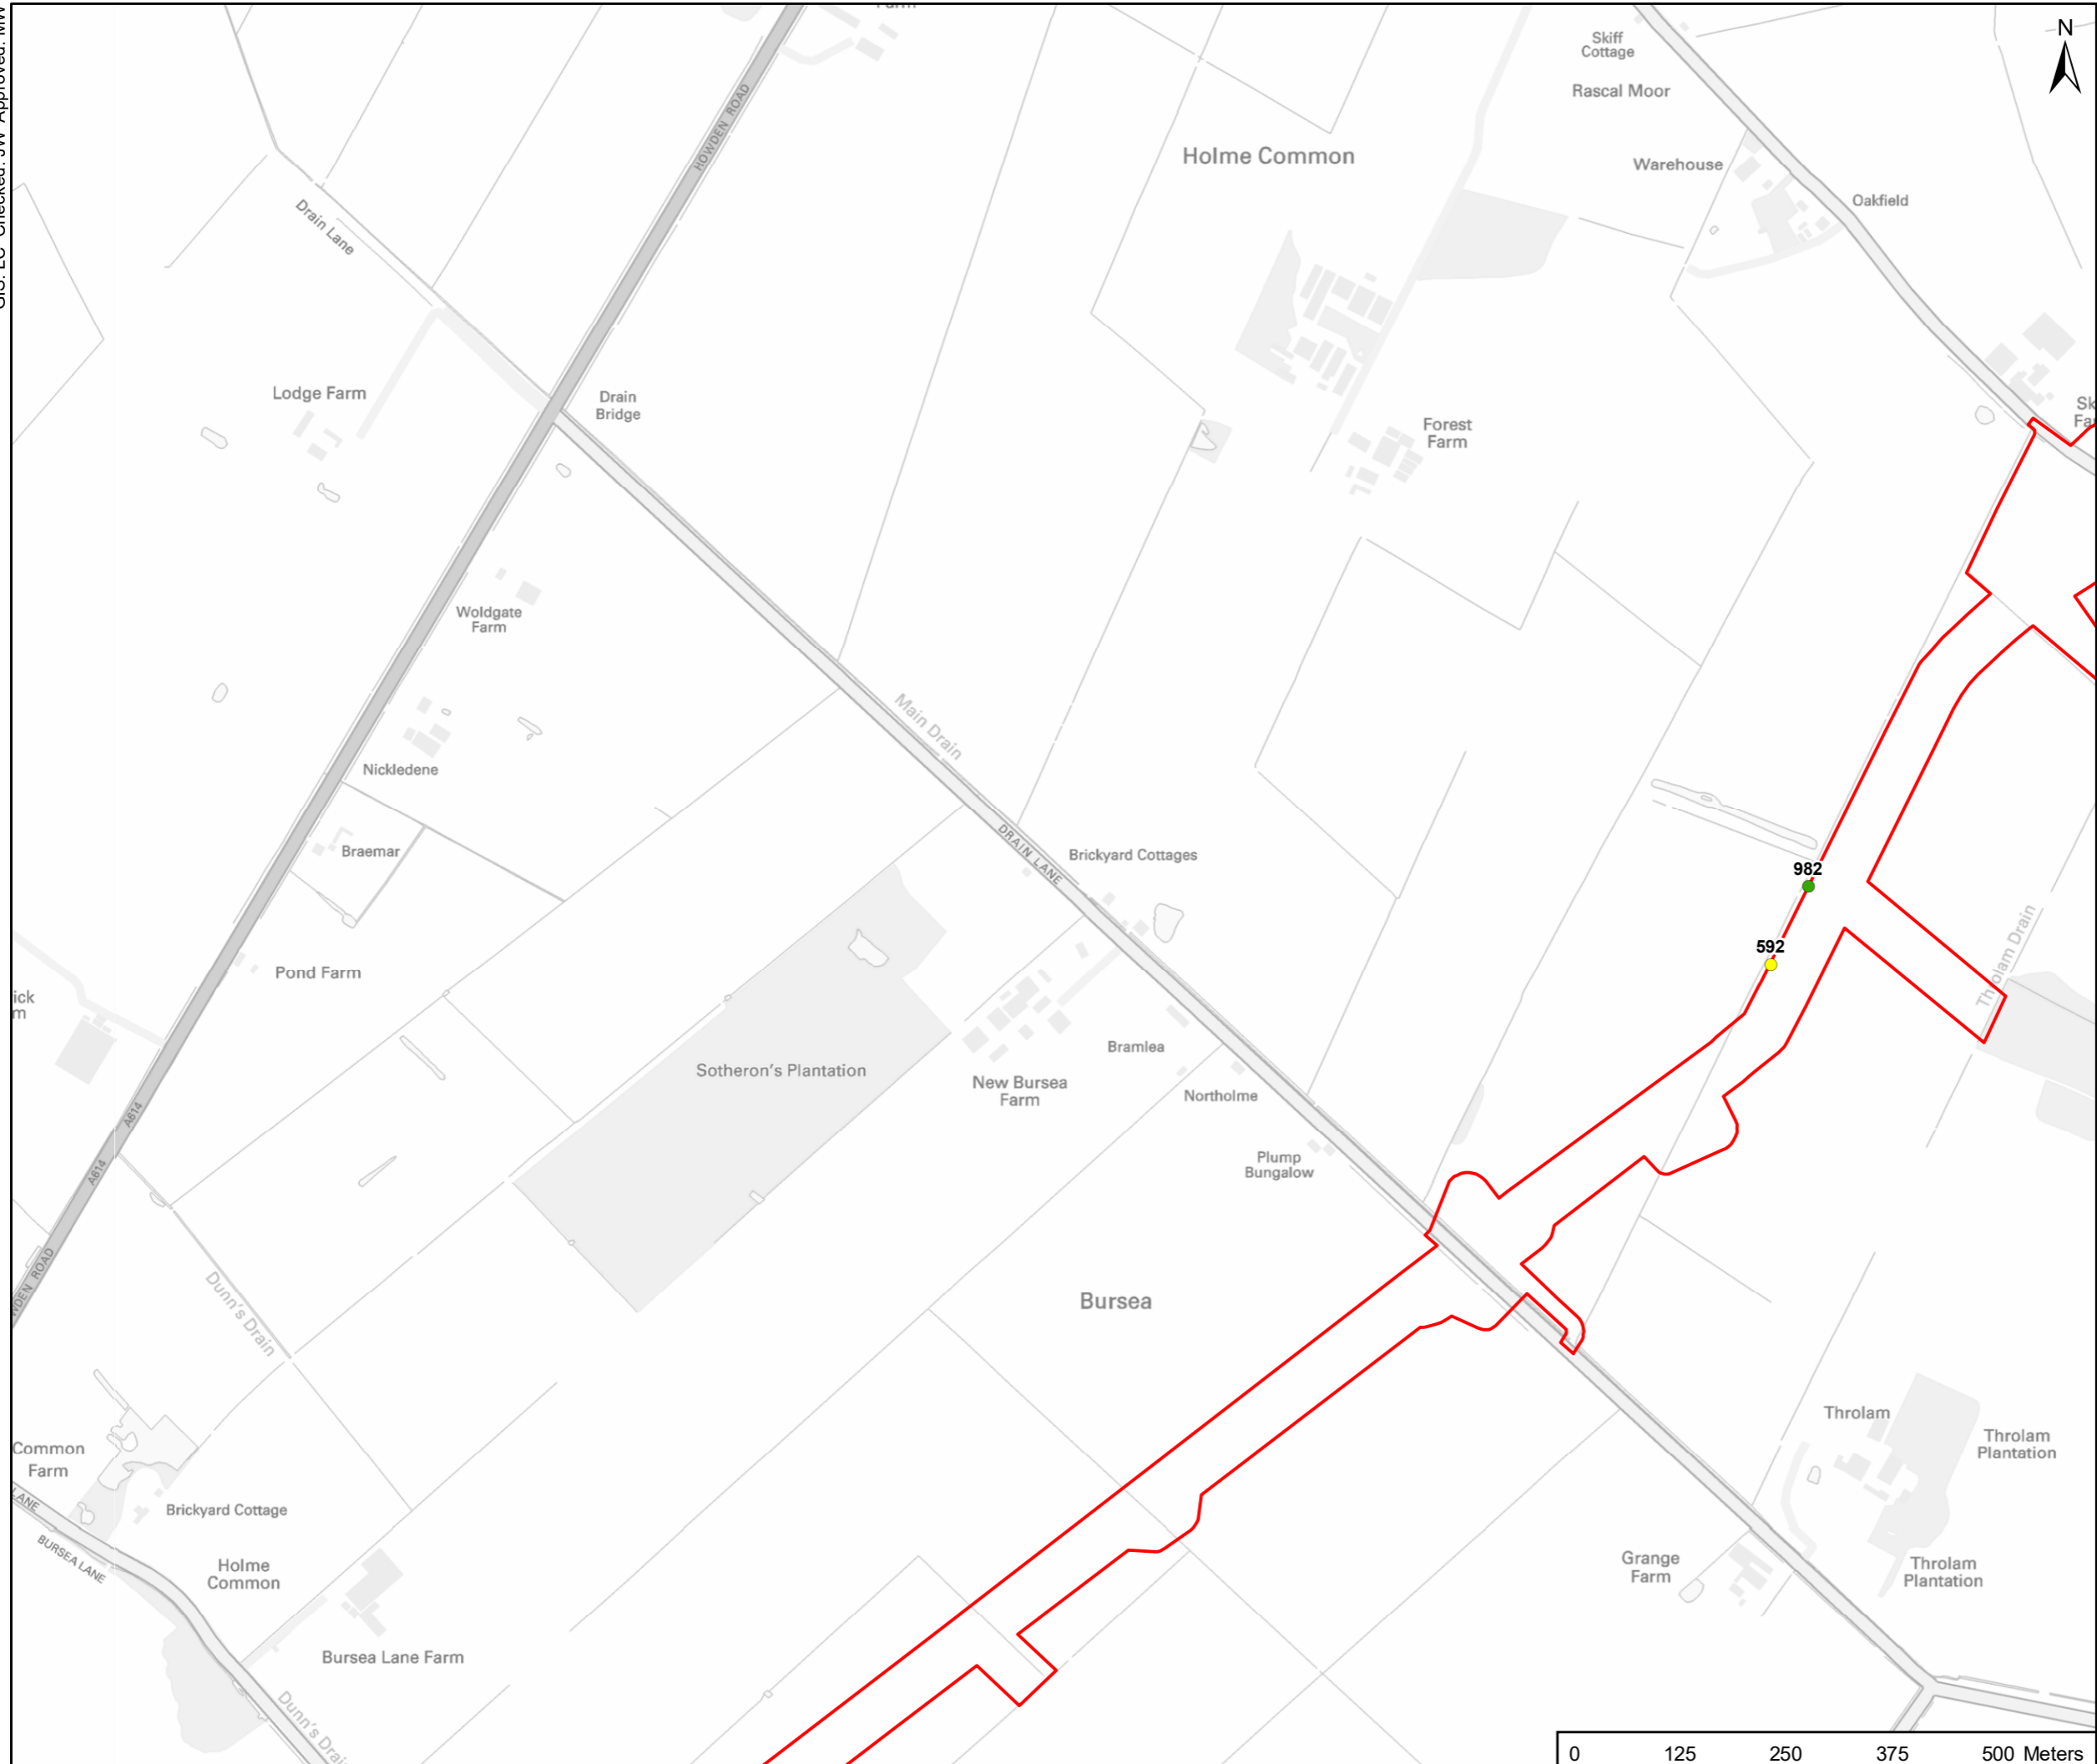 N
Skiff
Cottage
Rascal Moor
HOWDEN ROAD
Holme Common
Warehouse
Oakfield
Drain Lane
Lodge Farm
Drain
Bridge
Forest
Farm
Woldgate
Farm
Main Drain
Nickledene
Braemar
DRAIN LANE
Brickyard Cottages
982
592
Pond Farm
Throlam Drain
Sotheron's Plantation
Bramlea
New Bursea
Farm
Northolme
A614
A614
Plump
Bungalow
Bursea
Dunn's Drain
Throlam
Throlam
Plantation
Common
Farm
LANE
Brickyard Cottage
BURSEA LANE
Holme
Common
Grange
Farm
Throlam
Plantation
Bursea Lane Farm
Dunn's Drain
0 125 250 375 500 Meters